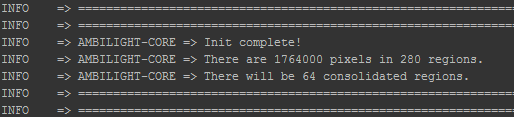 INFO => ==========================================================
INFO => ==========================================================
INFO => AMBILIGHT-CORE => Init complete!
INFO => AMBILIGHT-CORE => There are 1764000 pixels in 280 regions.
INFO => AMBILIGHT-CORE => There will be 64 consolidated regions.
INFO => ==========================================================
INFO => ==========================================================